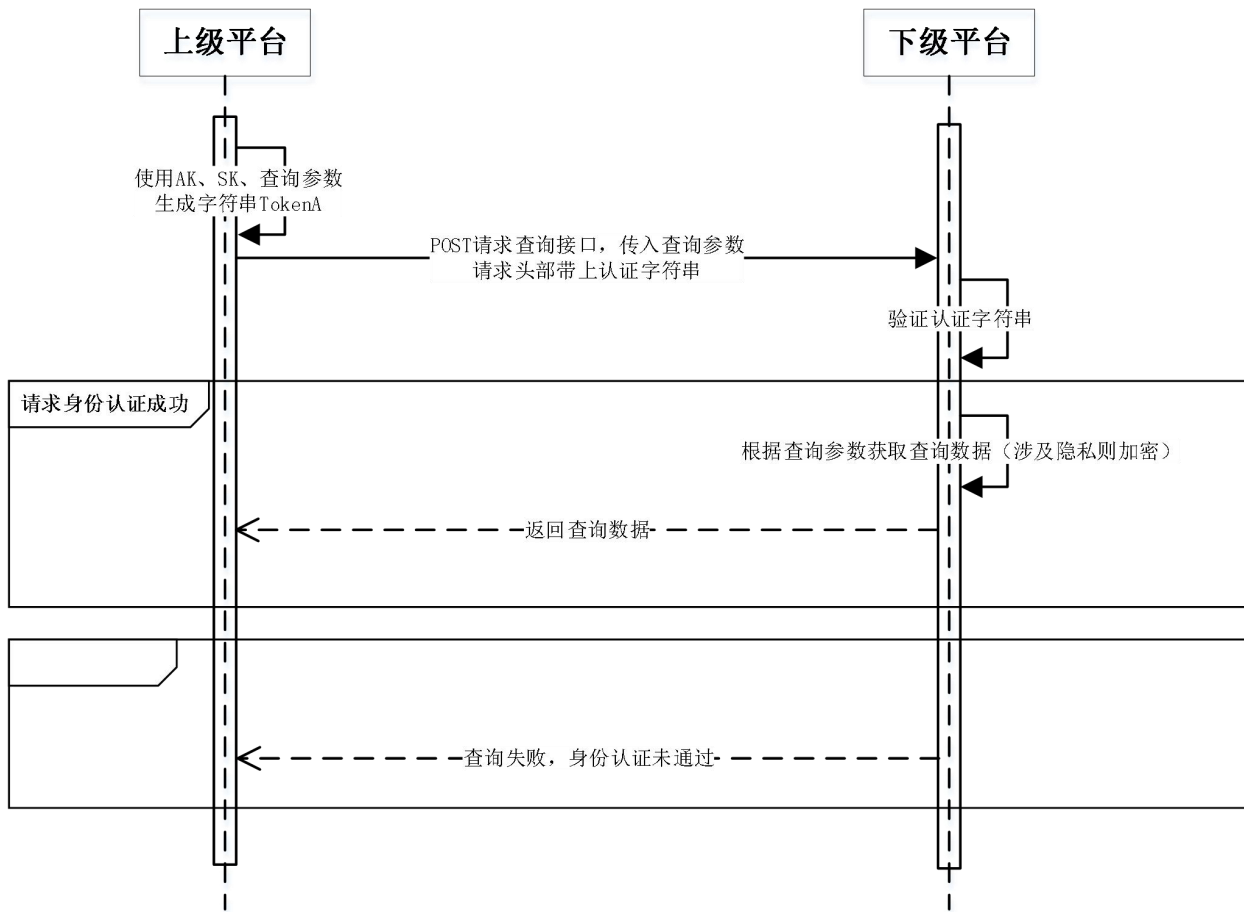 上级平台
下级平台
使用AK、SK、查询参数
生成字符串TokenA
POST请求查询接口，传入查询参数
请求头部带上认证字符串
验证认证字符串
请求身份认证成功
根据查询参数获取查询数据（涉及隐私则加密）
返回查询数据
查询失败，身份认证未通过